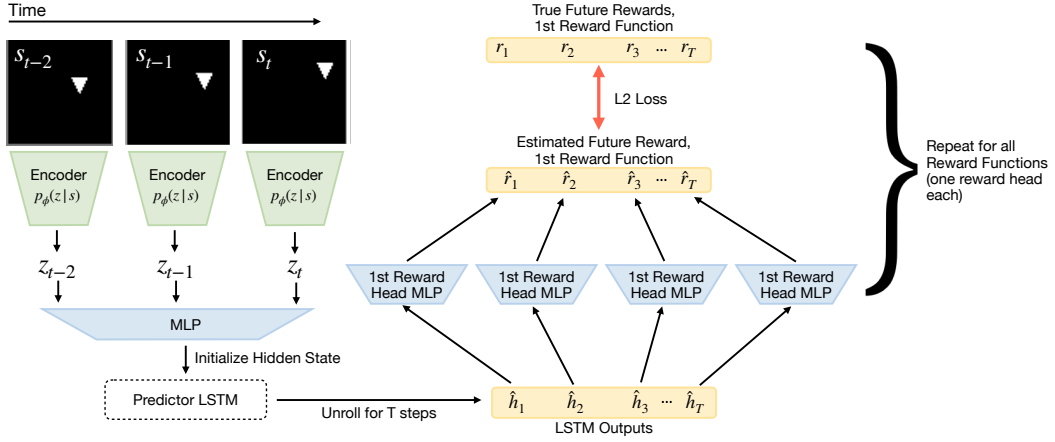 Time
s_{t-2}
s_{t-1}
s_t
Encoder
p_ϕ(z|s)
Encoder
p_ϕ(z|s)
Encoder
p_ϕ(z|s)
z_{t-2}
z_{t-1}
z_t
MLP
Initialize Hidden State
Predictor LSTM
Unroll for T steps
True Future Rewards,
1st Reward Function
r_1 r_2 r_3 ··· r_T
L2 Loss
Estimated Future Reward,
1st Reward Function
r̂_1 r̂_2 r̂_3 ··· r̂_T
1st Reward
Head MLP
1st Reward
Head MLP
1st Reward
Head MLP
1st Reward
Head MLP
ĥ_1 ĥ_2 ĥ_3 ··· ĥ_T
LSTM Outputs
Repeat for all
Reward Functions
(one reward head
each)